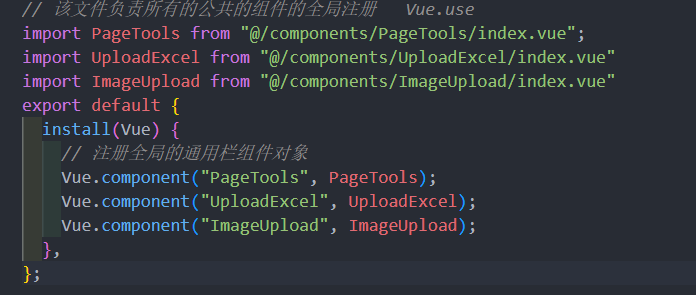 // 该文件负责所有的公共的组件的全局注册   Vue.use
import PageTools from "@/components/PageTools/index.vue";
import UploadExcel from "@/components/UploadExcel/index.vue"
import ImageUpload from "@/components/ImageUpload/index.vue"
export default {
  install(Vue) {
    // 注册全局的通用栏组件对象
    Vue.component("PageTools", PageTools);
    Vue.component("UploadExcel", UploadExcel);
    Vue.component("ImageUpload", ImageUpload);
  },
};